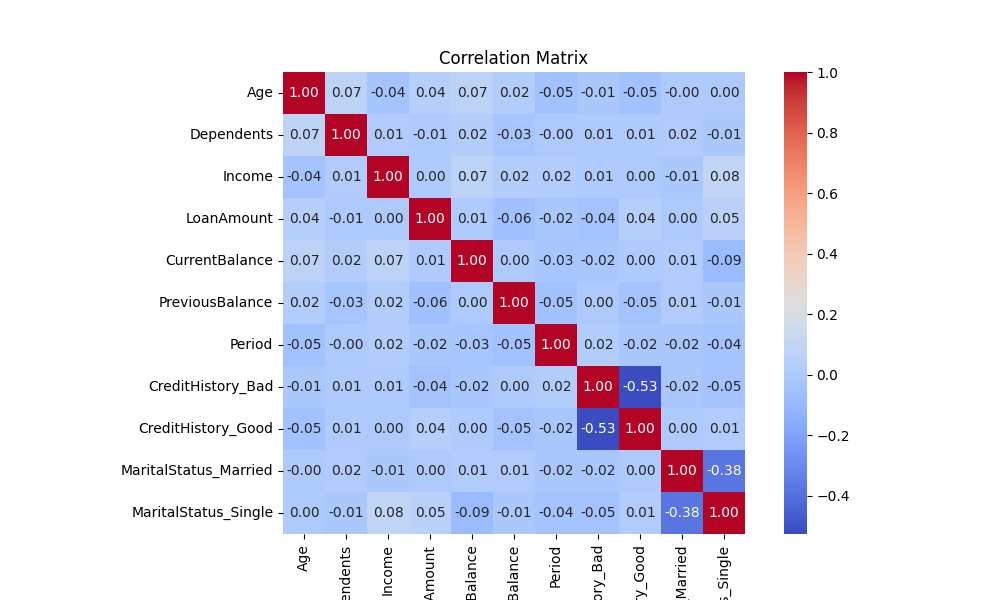 Correlation Matrix
Age 1.00 0.07 -0.04 0.04 0.07 0.02 -0.05 -0.01 -0.05 -0.00 0.00
Dependents 0.07 1.00 0.01 -0.01 0.02 -0.03 -0.00 0.01 0.01 0.02 -0.01
Income -0.04 0.01 1.00 0.00 0.07 0.02 0.02 0.01 0.00 -0.01 0.08
LoanAmount 0.04 -0.01 0.00 1.00 0.01 -0.06 -0.02 -0.04 0.04 0.00 0.05
CurrentBalance 0.07 0.02 0.07 0.01 1.00 0.00 -0.03 -0.02 0.00 0.01 -0.09
PreviousBalance 0.02 -0.03 0.02 -0.06 0.00 1.00 -0.05 0.00 -0.05 0.01 -0.01
Period -0.05 -0.00 0.02 -0.02 -0.03 -0.05 1.00 0.02 -0.02 -0.02 -0.04
CreditHistory_Bad -0.01 0.01 0.01 -0.04 -0.02 0.00 0.02 1.00 -0.53 -0.02 -0.05
CreditHistory_Good -0.05 0.01 0.00 0.04 0.00 -0.05 -0.02 -0.53 1.00 0.00 0.01
MaritalStatus_Married -0.00 0.02 -0.01 0.00 0.01 0.01 -0.02 -0.02 0.00 1.00 -0.38
MaritalStatus_Single 0.00 -0.01 0.08 0.05 -0.09 -0.01 -0.04 -0.05 0.01 -0.38 1.00
Age
endents
Income
Amount
Balance
Balance
Period
ory_Bad
ry_Good
_Married
s_Single
1.0
0.8
0.6
0.4
0.2
0.0
−0.2
−0.4